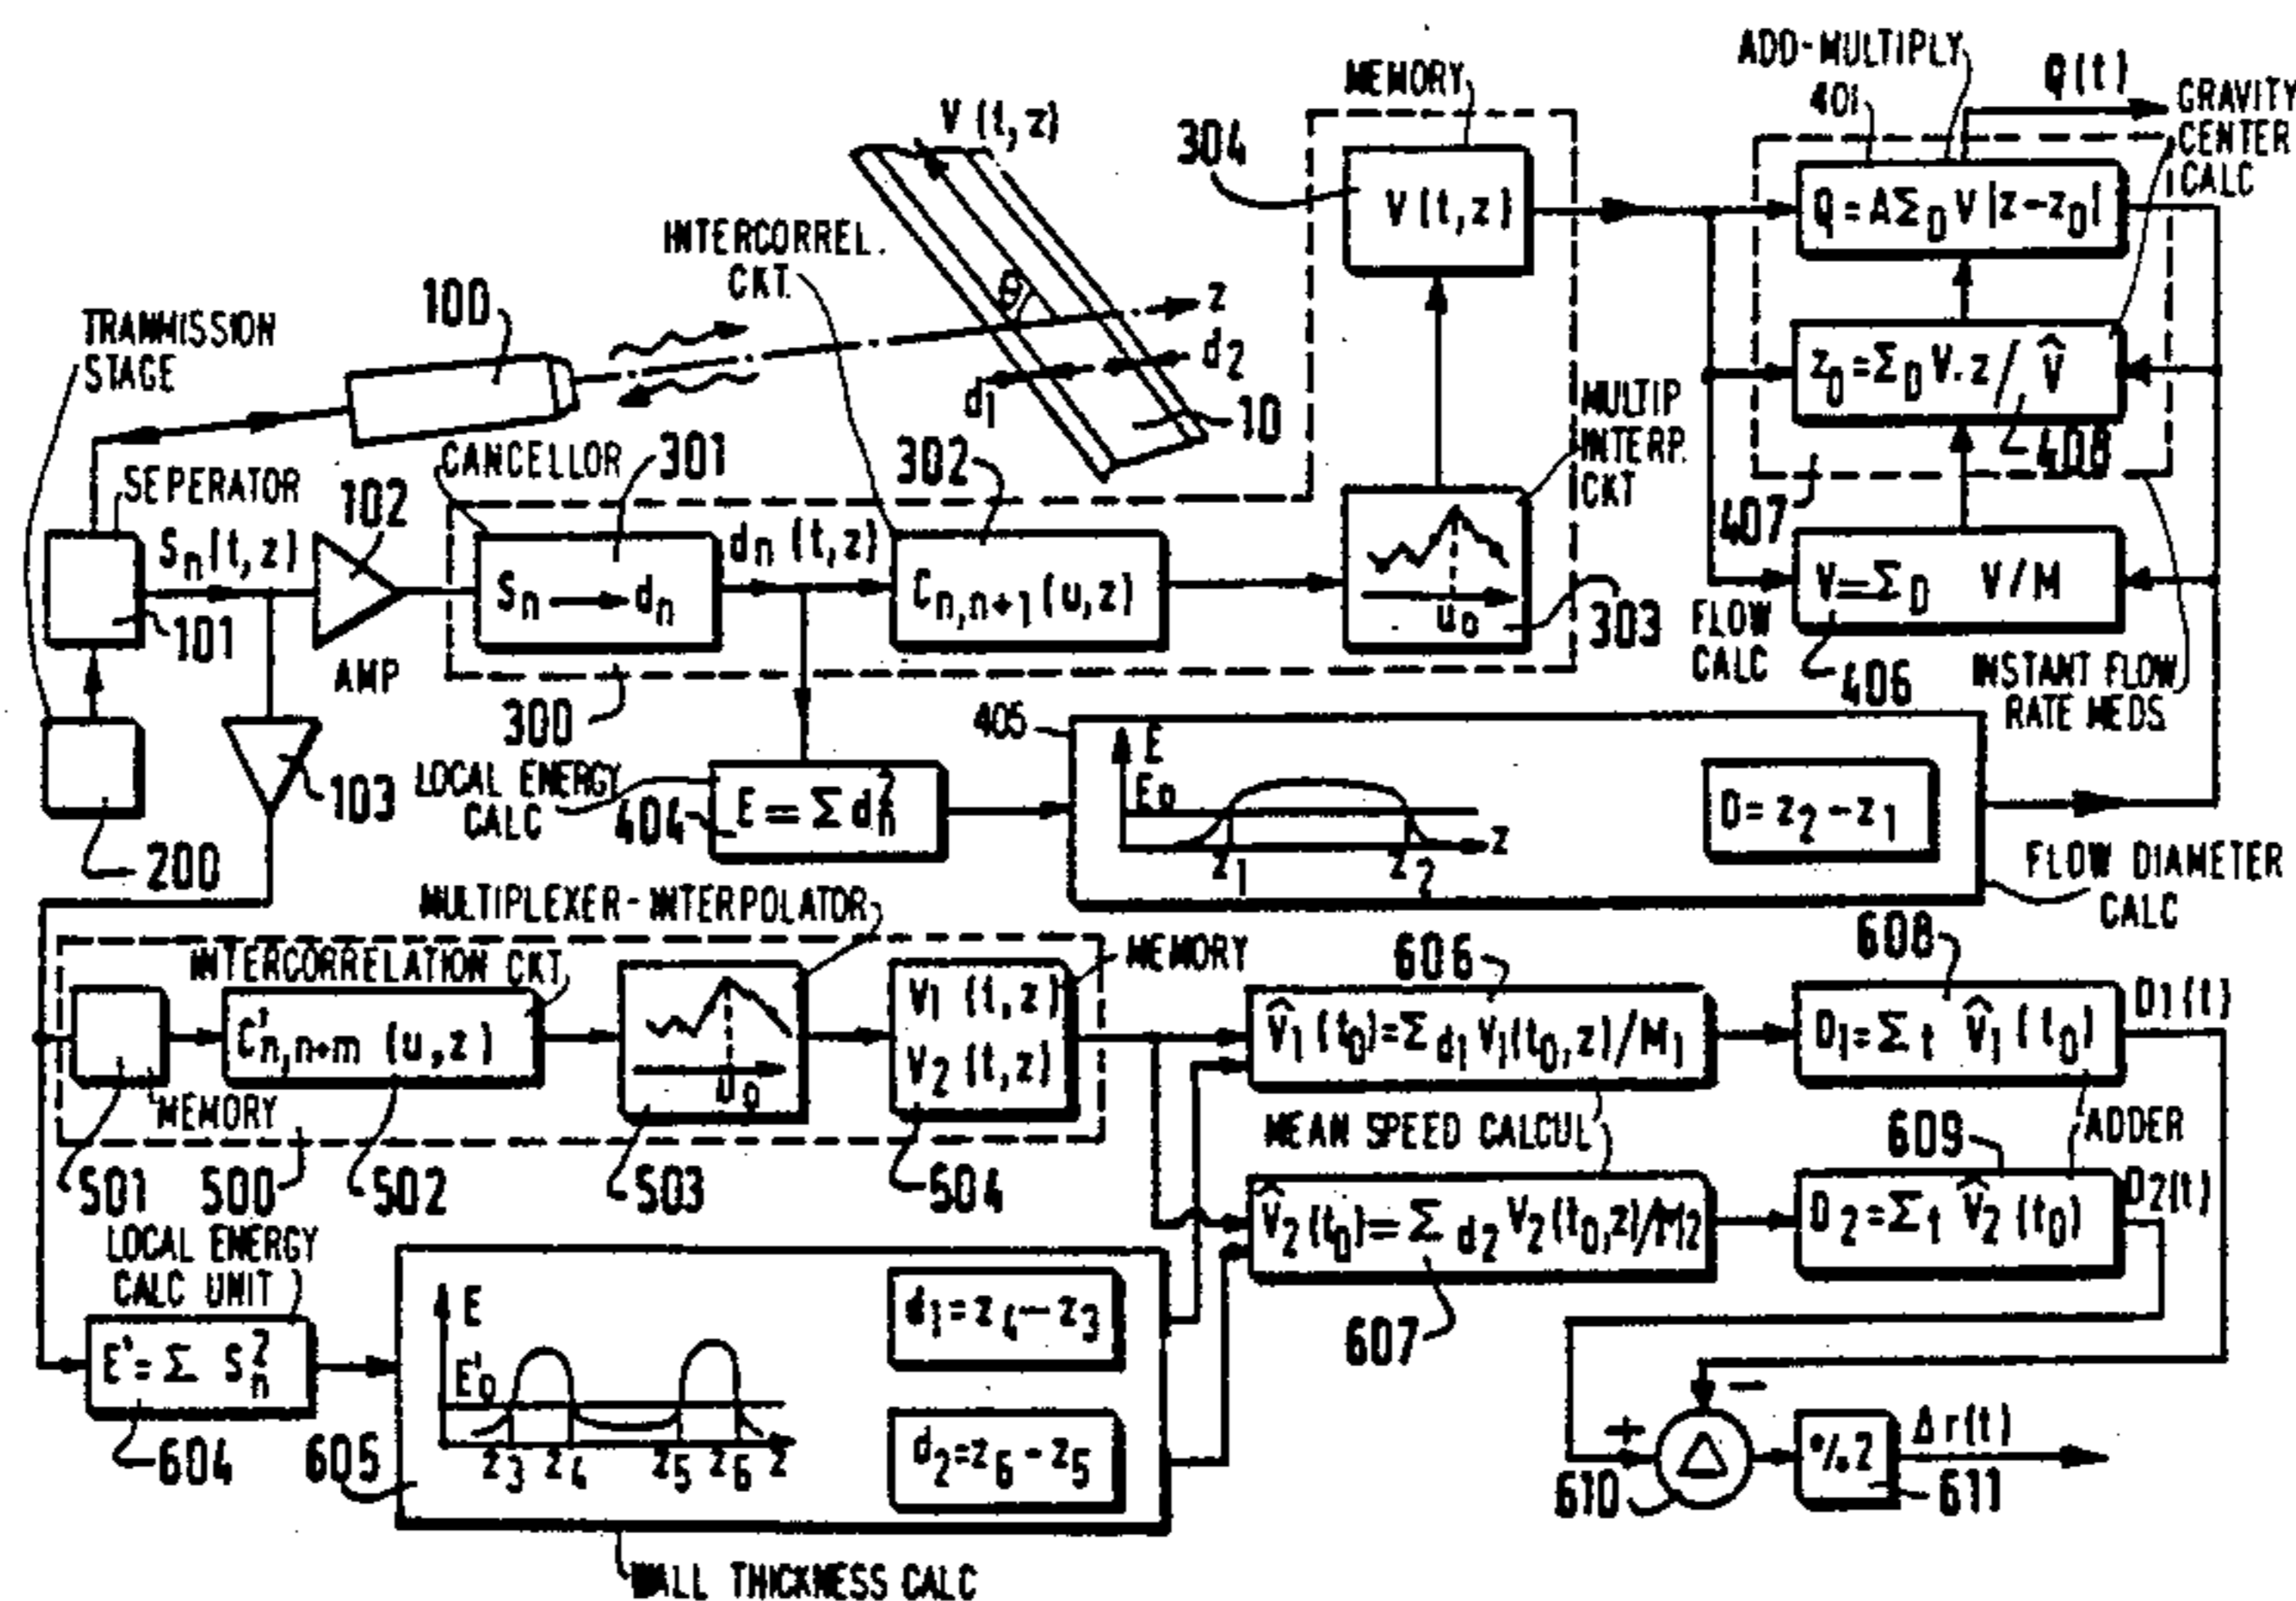 ADD-MULTIPLY
401
Q(t)
GRAVITY
CENTER
CALC
MEMORY
V (t, z)
304
V(t,z)
Q = AΣD V |z-z0|
INTERCORREL.
CKT.
θ
z
TRANMISSION
STAGE
100
d1
d2
10
MULTIP
INTERP.
CKT
z0 = ΣD V. z / V̂
408
407
CANCELLOR
301
302
SEPERATOR
102
Sn(t, z)
dn (t, z)
Sn → dn
Cn,n+1 (u, z)
u0
303
V = ΣD V/M
FLOW
CALC
406
INSTANT FLOW
RATE MEDS
101
AMP
300
103
200
LOCAL ENERGY
CALC
404
E = Σ dn²
405
E
E0
z1
z2
z
D = z2 - z1
FLOW DIAMETER
CALC
MULTIPLEXER-INTERPOLATOR
INTERCORRELATION CKT
MEMORY
606
608
C'n,n+m (u, z)
u0
V1 (t, z)
V2 (t, z)
V̂1 (t0) = Σd1 V1(t0, z)/M1
D1 = Σt V̂1 (t0)
D1(t)
MEMORY
501
500
502
503
504
MEAN SPEED CALCUL
609
ADDER
V̂2 (t0) = Σ d2 V2(t0,z)/M2
D2 = Σt V̂2 (t0)
D2(t)
607
LOCAL ENERGY
CALC UNIT
E' = Σ Sn²
604
605
E
E'0
z3 z4 z5 z6 z
d1 = z4 - z3
d2 = z6 - z5
WALL THICKNESS CALC
+
−
Δ
610
%2
611
Δr(t)